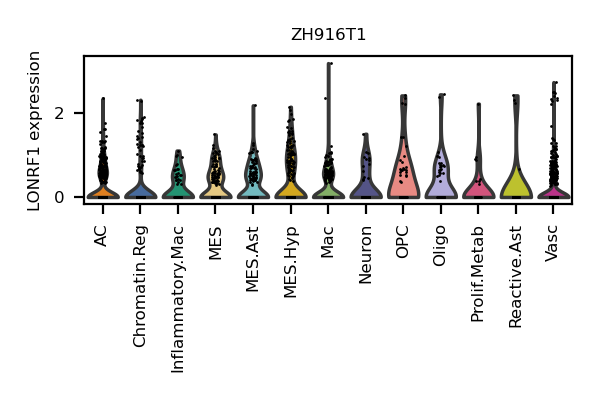 ZH916T1
LONRF1 expression
2
0
AC
Chromatin.Reg
Inflammatory.Mac
MES
MES.Ast
MES.Hyp
Mac
Neuron
OPC
Oligo
Prolif.Metab
Reactive.Ast
Vasc